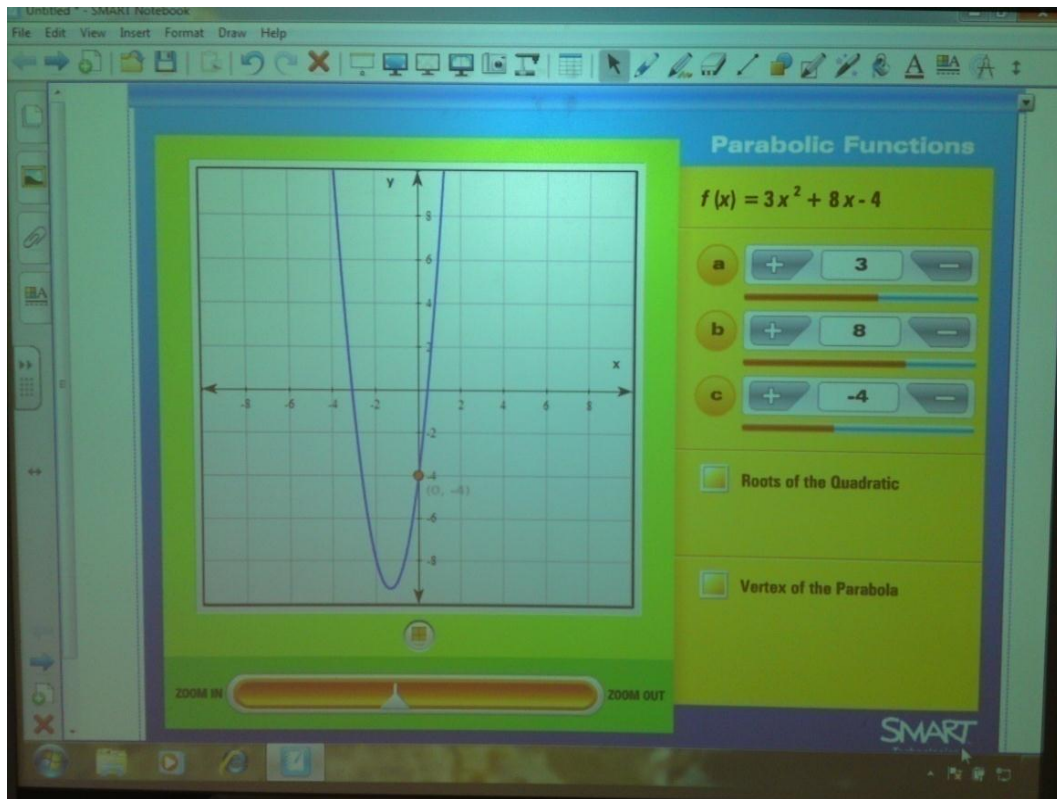 Untitled * - SMART Notebook
File Edit View Insert Format Draw Help
Parabolic Functions
f (x) = 3x² + 8x - 4
a + 3 −
b + 8 −
c + -4 −
Roots of the Quadratic
Vertex of the Parabola
y
8
6
4
2
x
-8 -6 -4 -2 2 4 6 8
-2
-4
(0, -4)
-6
-8
ZOOM IN
ZOOM OUT
SMART